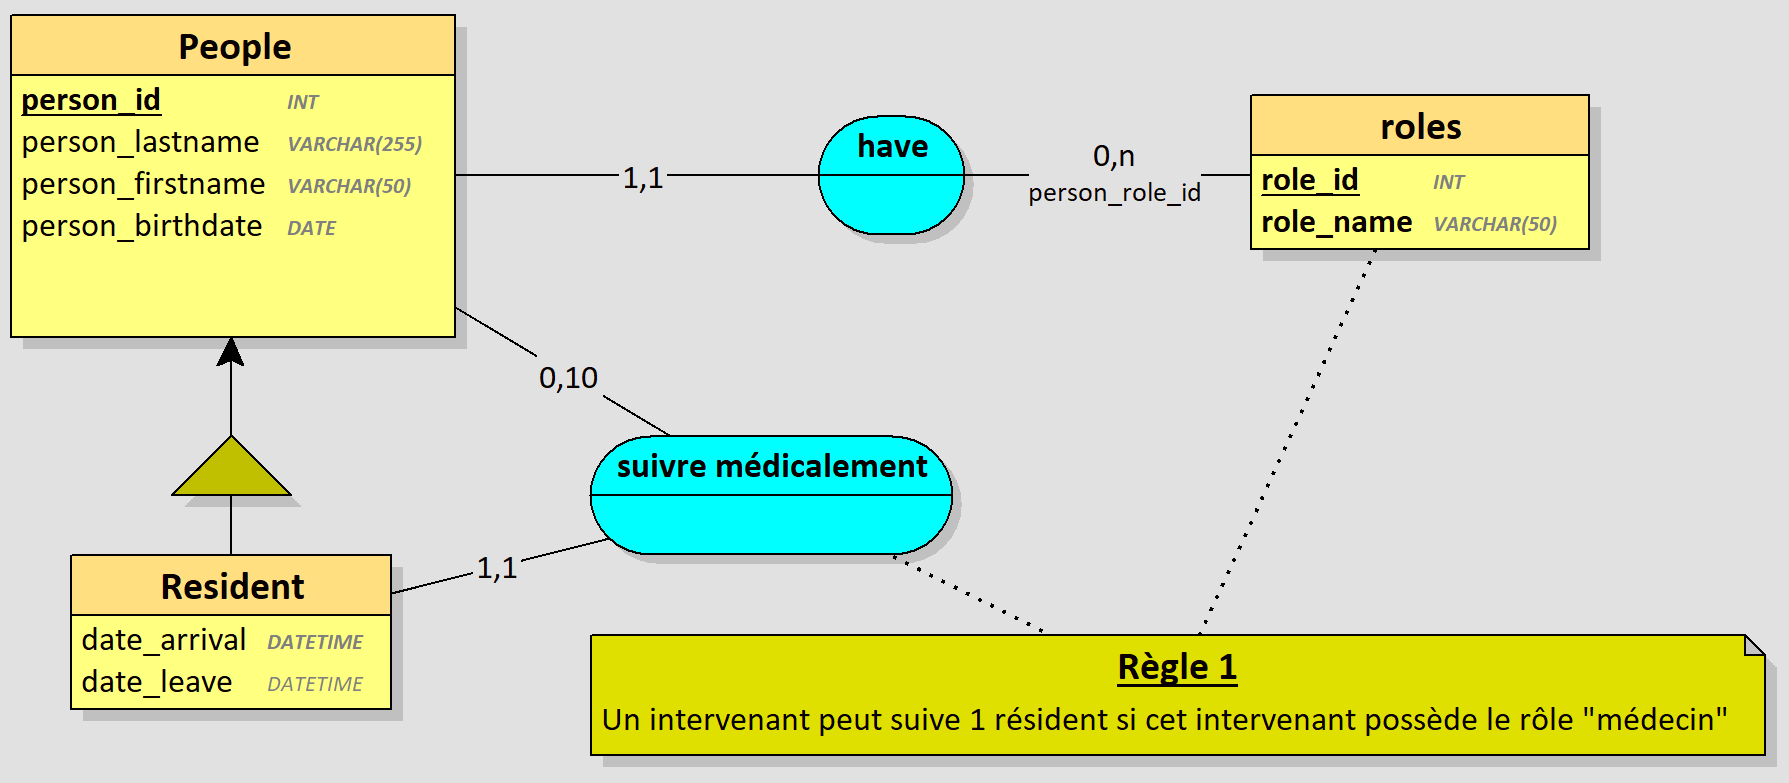 People
person_id INT
person_lastname VARCHAR(255)
person_firstname VARCHAR(50)
person_birthdate DATE
1,1
have
0,n
person_role_id
roles
role_id INT
role_name VARCHAR(50)
0,10
suivre médicalement
1,1
Resident
date_arrival DATETIME
date_leave DATETIME
Règle 1
Un intervenant peut suive 1 résident si cet intervenant possède le rôle "médecin"